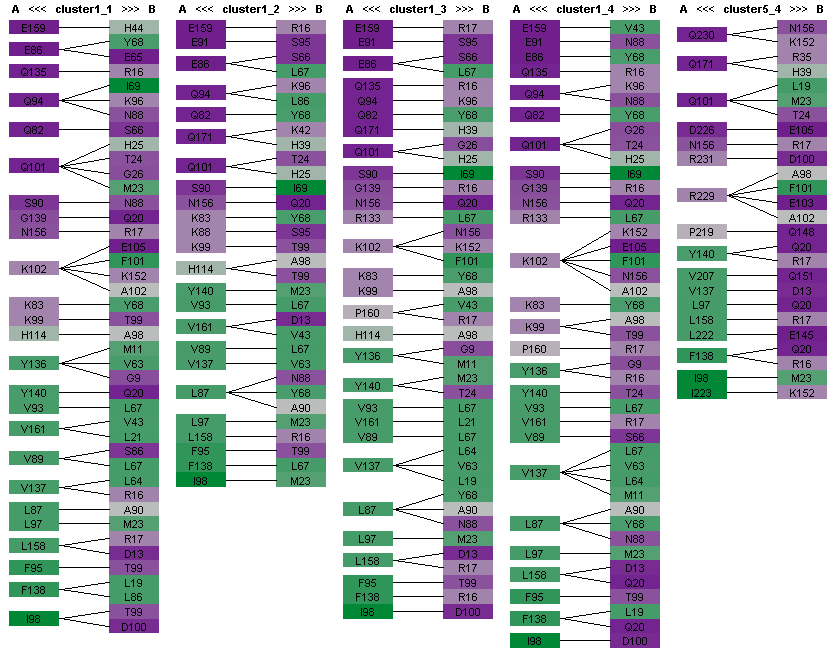 A <<< cluster1_1 >>> B
E159 H44
E86 Y68
E65
Q135 R16
Q94 I69
K96
N88
Q82 S66
Q101 H25
T24
G26
M23
S90 N88
G139 Q20
N156 R17
K102 E105
F101
K152
A102
K83 Y68
K99 T99
H114 A98
Y136 M11
V63
G9
Y140 Q20
V93 L67
V161 V43
L21
V89 S66
L67
V137 L64
R16
L87 A90
L97 M23
L158 R17
D13
F95 T99
F138 L19
L86
I98 T99
D100
A <<< cluster1_2 >>> B
E159 R16
E91 S95
E86 S66
L67
Q94 K96
L86
Q82 Y68
Q171 K42
H39
Q101 T24
H25
S90 I69
N156 Q20
K83 Y68
K88 S95
K99 T99
H114 A98
T99
Y140 M23
V93 L67
V161 D13
V43
V89 L67
V137 V63
L87 N88
Y68
A90
L97 M23
L158 R16
F95 T99
F138 L67
I98 M23
A <<< cluster1_3 >>> B
E159 R17
E91 S95
E86 S66
L67
Q135 R16
Q94 K96
Q82 Y68
Q171 H39
Q101 G26
H25
S90 I69
G139 R16
N156 Q20
R133 L67
K102 N156
K152
F101
K83 Y68
K99 A98
P160 V43
R17
H114 A98
Y136 G9
M11
Y140 M23
T24
V93 L67
V161 L21
V89 L67
V137 L64
V63
L19
L87 Y68
A90
N88
L97 M23
L158 D13
R17
F95 T99
F138 R16
I98 D100
A <<< cluster1_4 >>> B
E159 V43
E91 N88
E86 Y68
Q135 R16
Q94 K96
N88
Q82 Y68
Q101 G26
T24
H25
S90 I69
G139 R16
N156 Q20
R133 L67
K102 K152
E105
F101
N156
A102
K83 Y68
K99 A98
T99
P160 R17
Y136 G9
R16
Y140 T24
V93 L67
V161 R17
V89 S66
V137 L67
V63
L64
M11
L87 A90
Y68
N88
L97 M23
L158 D13
Q20
F95 T99
F138 L19
Q20
I98 D100
A <<< cluster5_4 >>> B
Q230 N156
K152
Q171 R35
H39
Q101 L19
M23
T24
D226 E105
N156 R17
R231 D100
R229 A98
F101
E103
A102
P219 Q148
Y140 Q20
R17
V207 Q151
V137 D13
L97 Q20
L158 R17
L222 E145
F138 Q20
R16
I98 M23
I223 K152